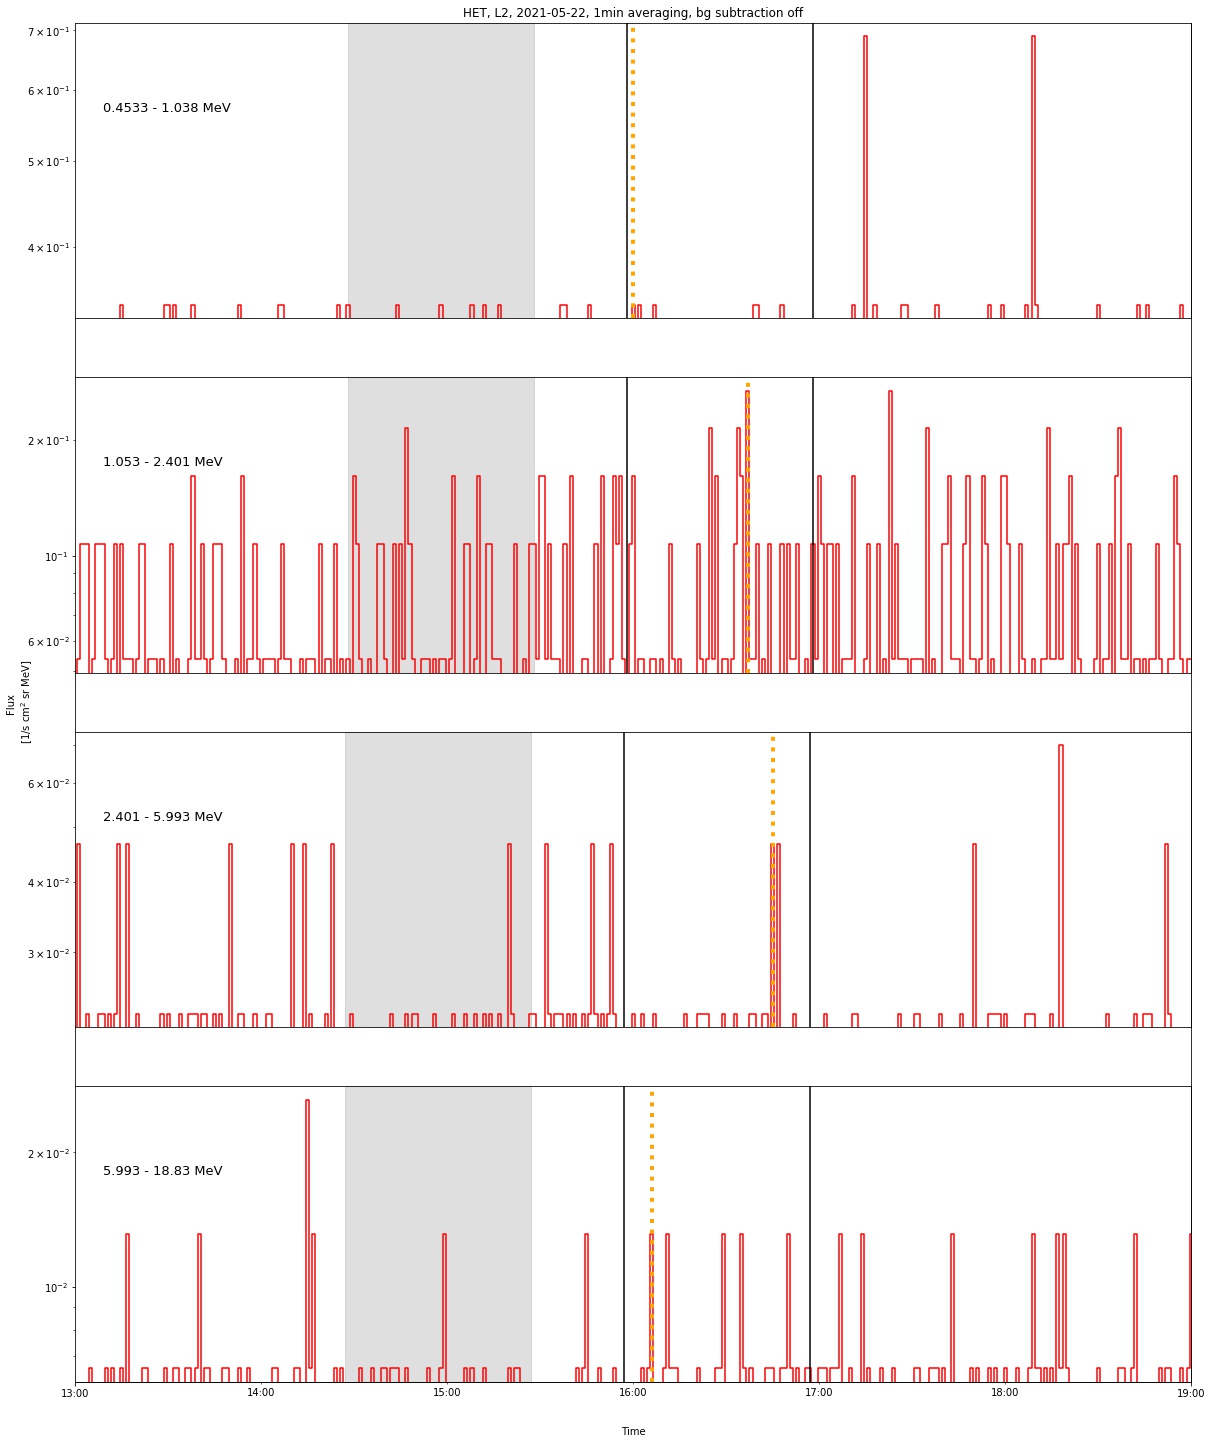 HET, L2, 2021-05-22, 1min averaging, bg subtraction off
7 × 10⁻¹
6 × 10⁻¹
0.4533 - 1.038 MeV
5 × 10⁻¹
4 × 10⁻¹
2 × 10⁻¹
1.053 - 2.401 MeV
10⁻¹
6 × 10⁻²
Flux
[1/s cm² sr MeV]
6 × 10⁻²
2.401 - 5.993 MeV
4 × 10⁻²
3 × 10⁻²
2 × 10⁻²
5.993 - 18.83 MeV
10⁻²
13:00 14:00 15:00 16:00 17:00 18:00 19:00
Time